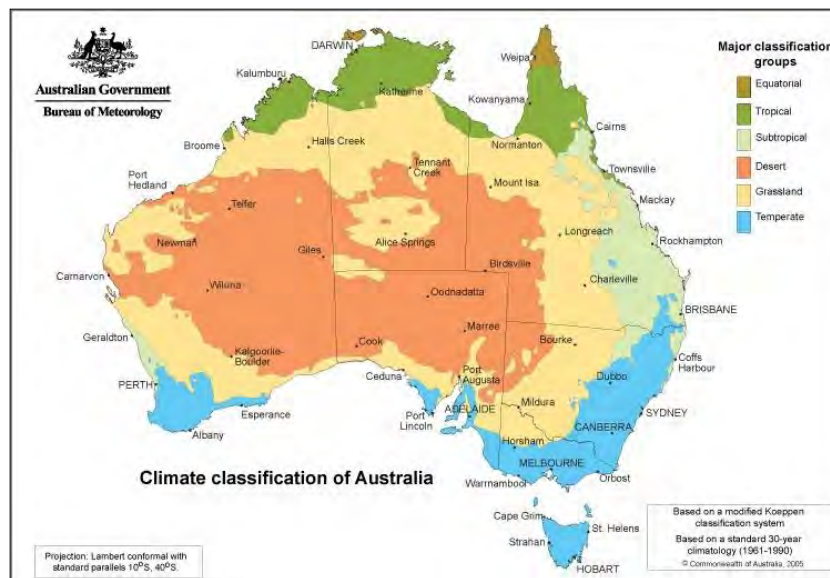 Australian Government
Bureau of Meteorology
Major classification
groups
Equatorial
Tropical
Subtropical
Desert
Grassland
Temperate
DARWIN
Weipa
Kalumburu
Katherine
Kowanyama
Cairns
Broome
Halls Creek
Normanton
Tennant
Creek
Townsville
Port
Hedland
Mount Isa
Mackay
Telfer
Longreach
Rockhampton
Newman
Alice Springs
Giles
Birdsville
Carnarvon
Charleville
Wiluna
Oodnadatta
BRISBANE
Marree
Geraldton
Bourke
Cook
Kalgoorlie-
Boulder
Coffs
Harbour
Ceduna
Port
Augusta
Dubbo
PERTH
Esperance
Port
Lincoln
ADELAIDE
Mildura
SYDNEY
Albany
CANBERRA
Horsham
MELBOURNE
Climate classification of Australia
Warrnambool
Orbost
Cape Grim
St. Helens
Strahan
HOBART
Based on a modified Koeppen
classification system
Based on a standard 30-year
climatology (1961-1990)
© Commonwealth of Australia, 2005
Projection: Lambert conformal with
standard parallels 10°S, 40°S.